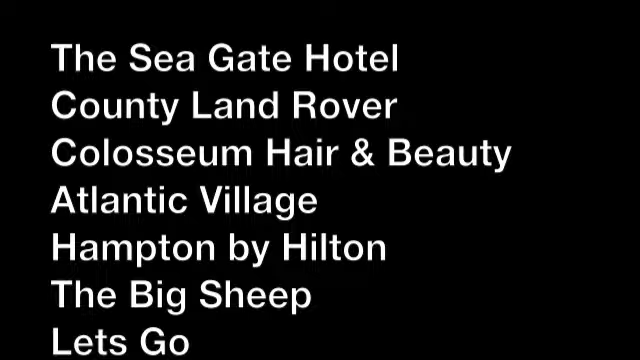 The Sea Gate Hotel
County Land Rover
Colosseum Hair & Beauty
Atlantic Village
Hampton by Hilton
The Big Sheep
Lets Go